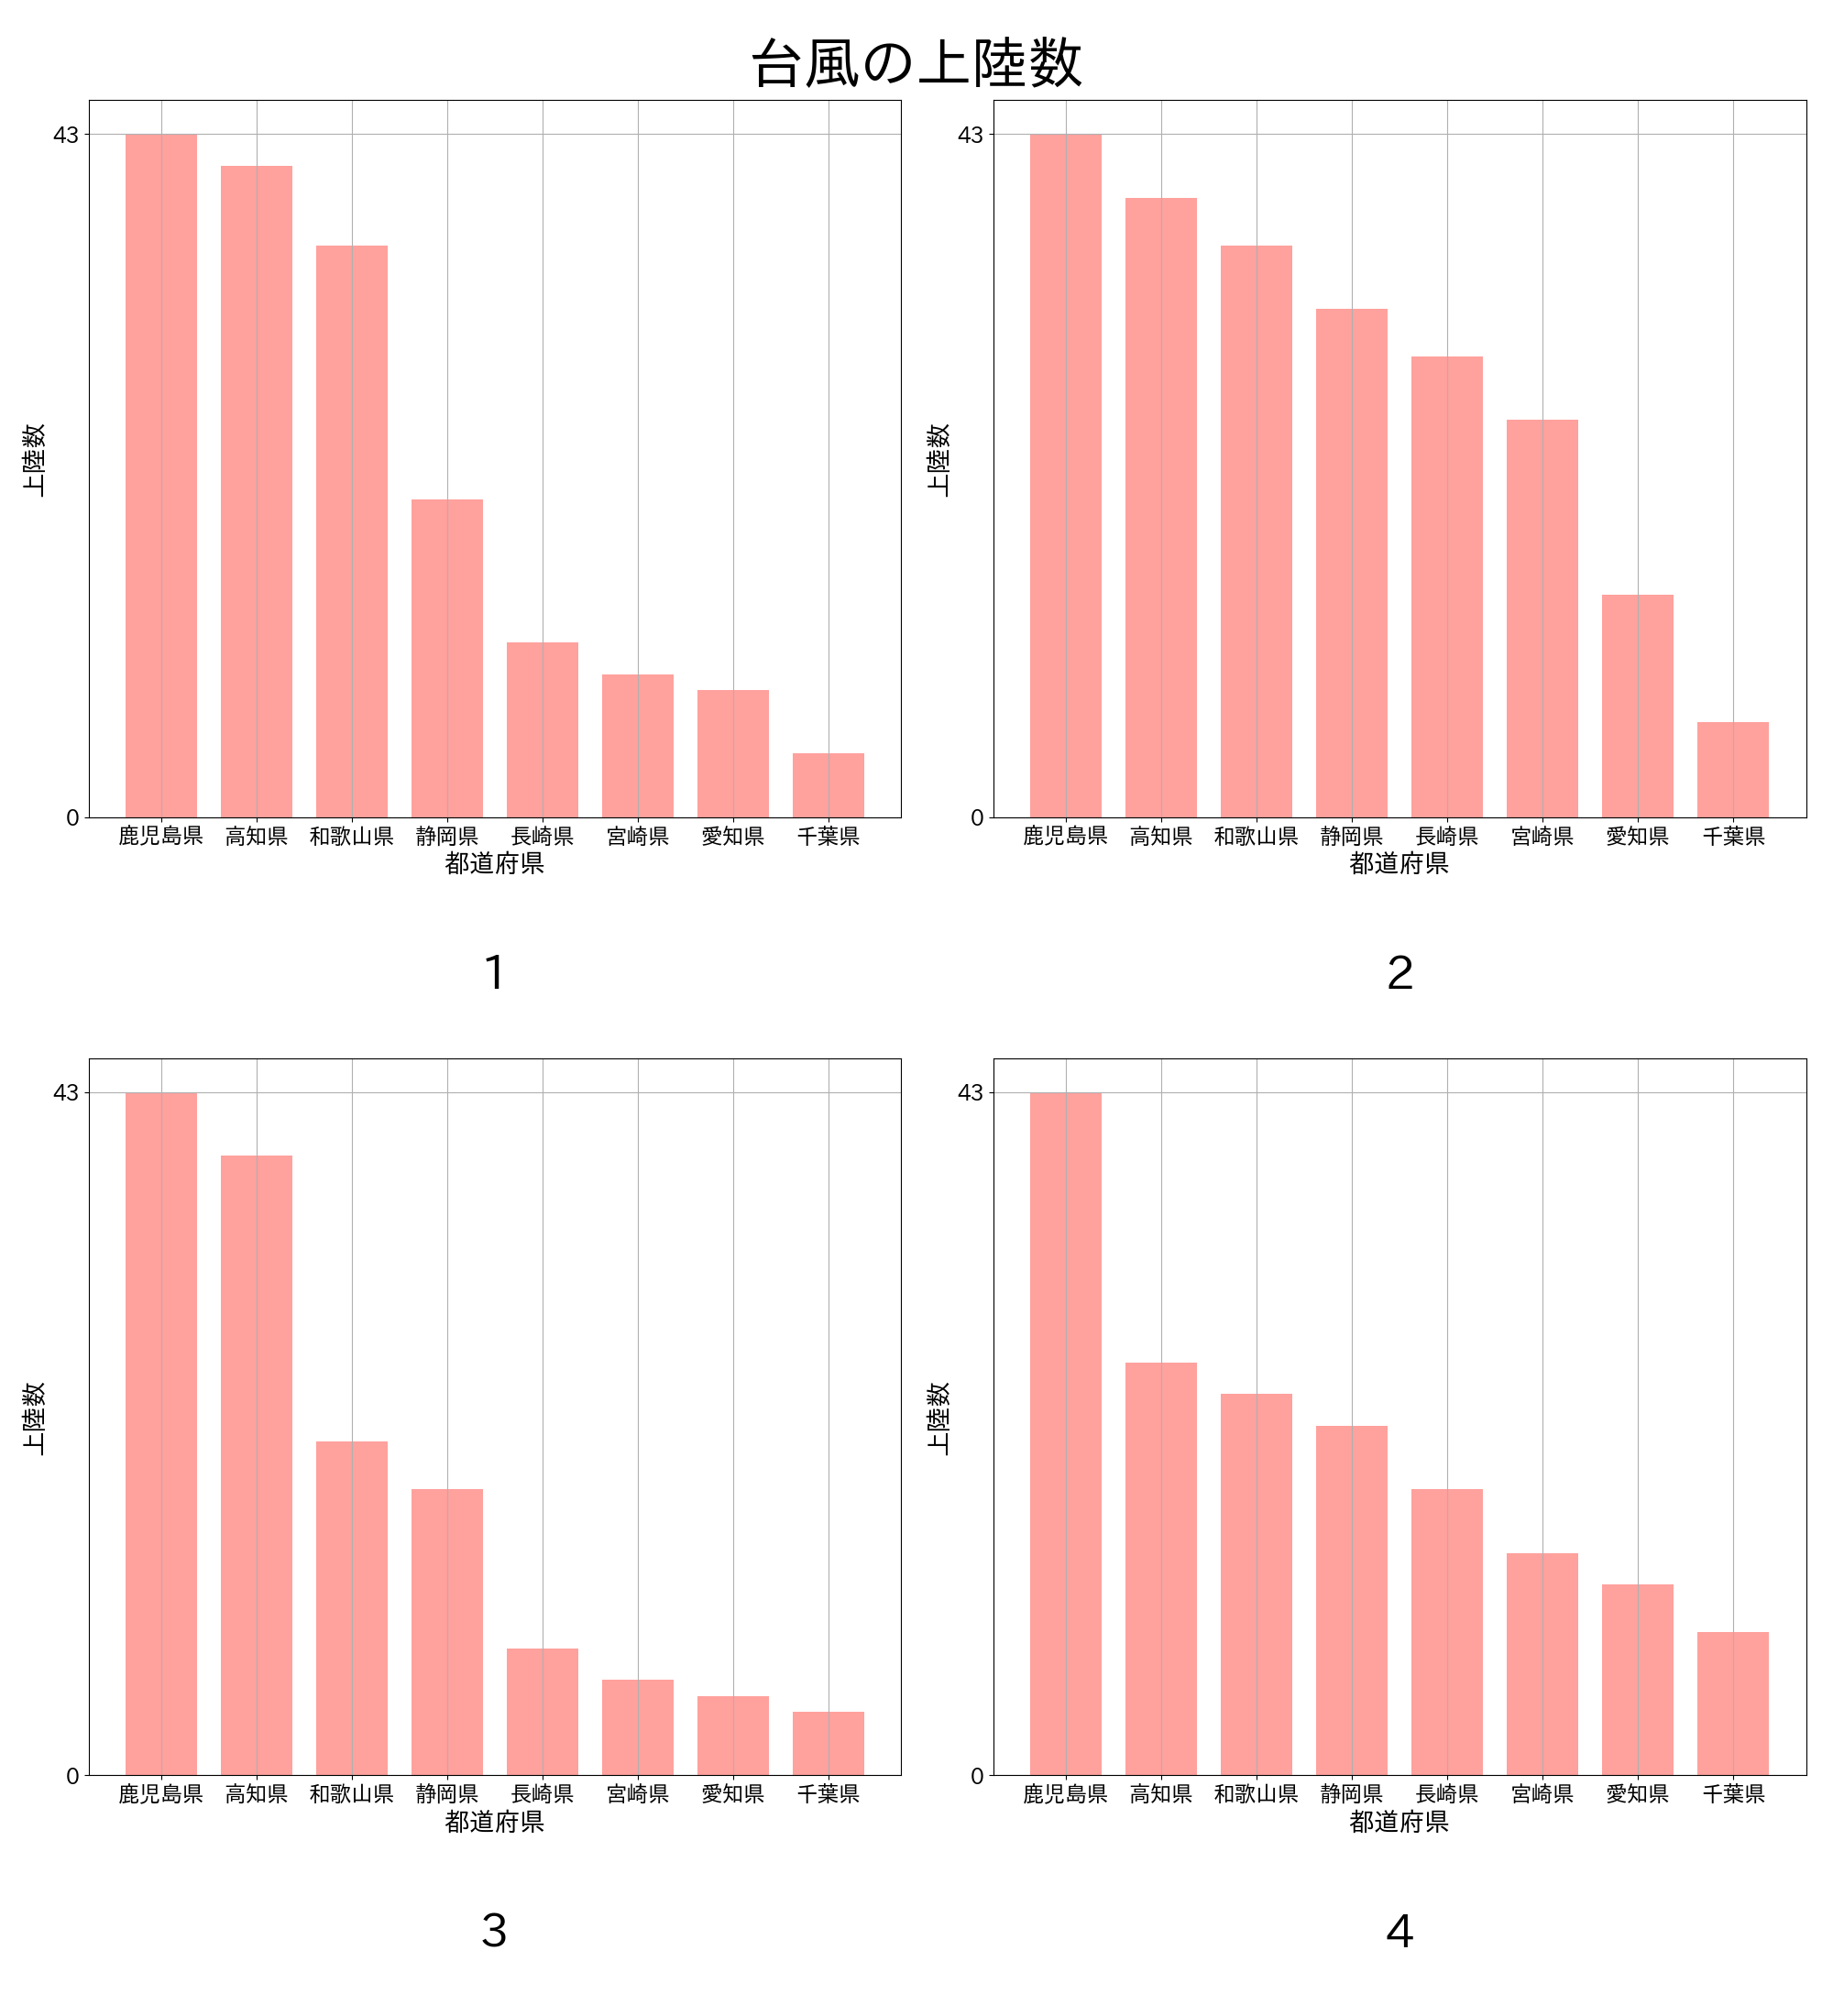 台風の上陸数
43
0
上陸数
鹿児島県 高知県 和歌山県 静岡県 長崎県 宮崎県 愛知県 千葉県
都道府県
1
43
0
上陸数
鹿児島県 高知県 和歌山県 静岡県 長崎県 宮崎県 愛知県 千葉県
都道府県
2
43
0
上陸数
鹿児島県 高知県 和歌山県 静岡県 長崎県 宮崎県 愛知県 千葉県
都道府県
3
43
0
上陸数
鹿児島県 高知県 和歌山県 静岡県 長崎県 宮崎県 愛知県 千葉県
都道府県
4